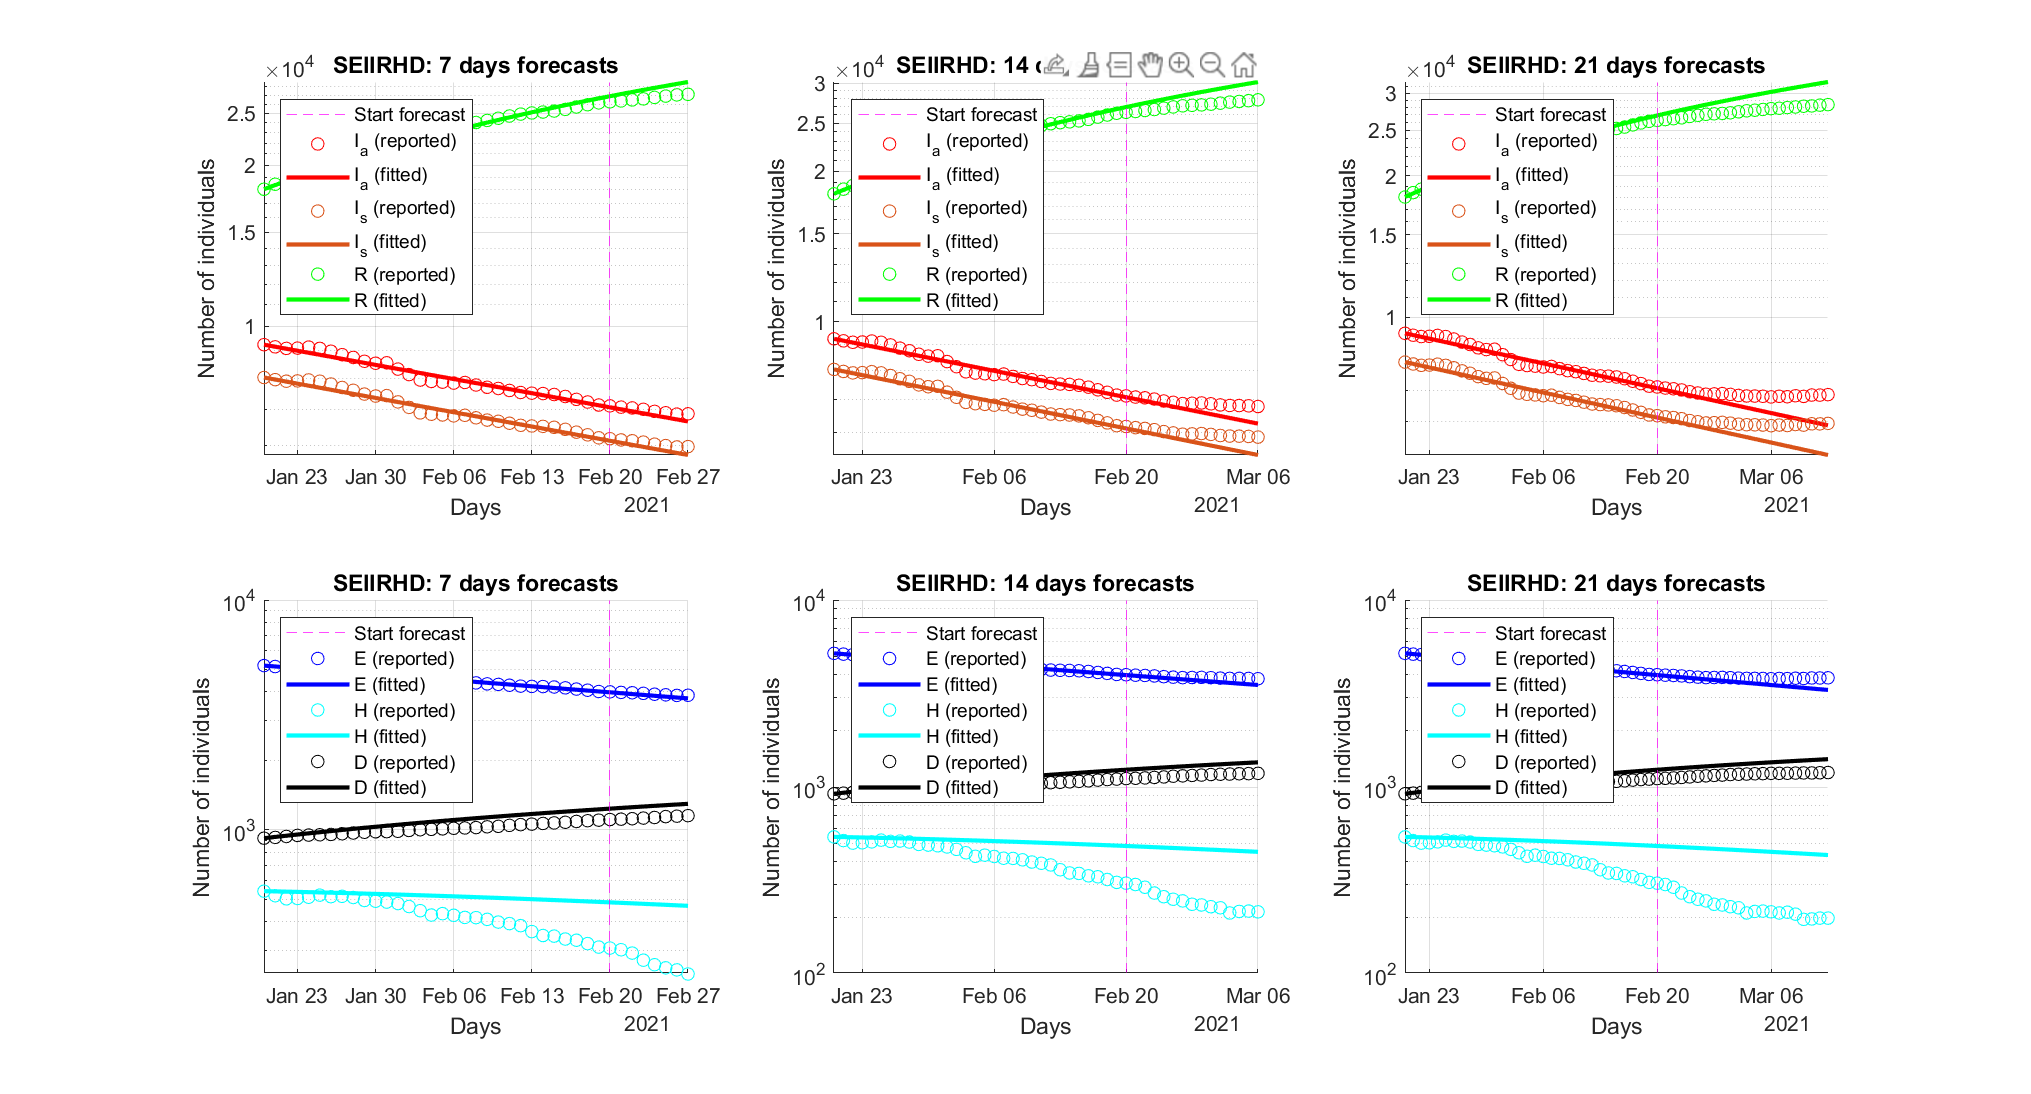 SEIIRHD: 7 days forecasts
×10^4
2.5
2
1.5
1
Number of individuals
Start forecast
I_a (reported)
I_a (fitted)
I_s (reported)
I_s (fitted)
R (reported)
R (fitted)
Jan 23 Jan 30 Feb 06 Feb 13 Feb 20 Feb 27
Days
2021
SEIIRHD: 14
×10^4
3
2.5
2
1.5
1
Number of individuals
Start forecast
I_a (reported)
I_a (fitted)
I_s (reported)
I_s (fitted)
R (reported)
R (fitted)
Jan 23 Feb 06 Feb 20 Mar 06
Days
2021
SEIIRHD: 21 days forecasts
×10^4
3
2.5
2
1.5
1
Number of individuals
Start forecast
I_a (reported)
I_a (fitted)
I_s (reported)
I_s (fitted)
R (reported)
R (fitted)
Jan 23 Feb 06 Feb 20 Mar 06
Days
2021
SEIIRHD: 7 days forecasts
10^4
10^3
Number of individuals
Start forecast
E (reported)
E (fitted)
H (reported)
H (fitted)
D (reported)
D (fitted)
Jan 23 Jan 30 Feb 06 Feb 13 Feb 20 Feb 27
Days
2021
SEIIRHD: 14 days forecasts
10^4
10^3
10^2
Number of individuals
Start forecast
E (reported)
E (fitted)
H (reported)
H (fitted)
D (reported)
D (fitted)
Jan 23 Feb 06 Feb 20 Mar 06
Days
2021
SEIIRHD: 21 days forecasts
10^4
10^3
10^2
Number of individuals
Start forecast
E (reported)
E (fitted)
H (reported)
H (fitted)
D (reported)
D (fitted)
Jan 23 Feb 06 Feb 20 Mar 06
Days
2021